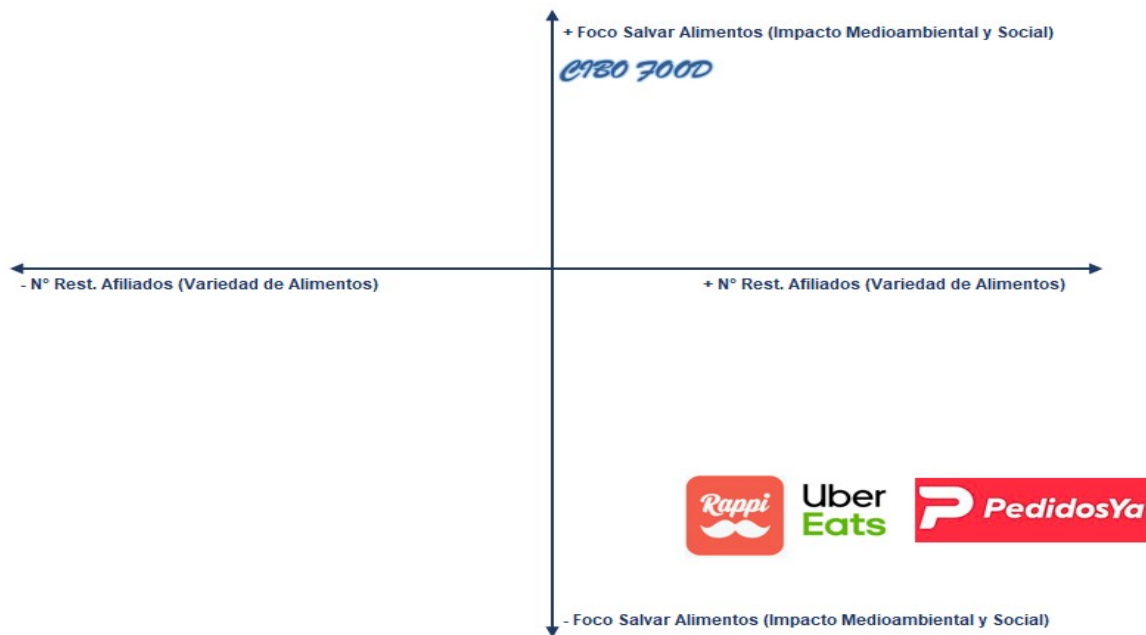 + Foco Salvar Alimentos (Impacto Medioambiental y Social)
CIBO FOOD
- N° Rest. Afiliados (Variedad de Alimentos)
+ N° Rest. Afiliados (Variedad de Alimentos)
Rappi
Uber
Eats
PedidosYa
- Foco Salvar Alimentos (Impacto Medioambiental y Social)